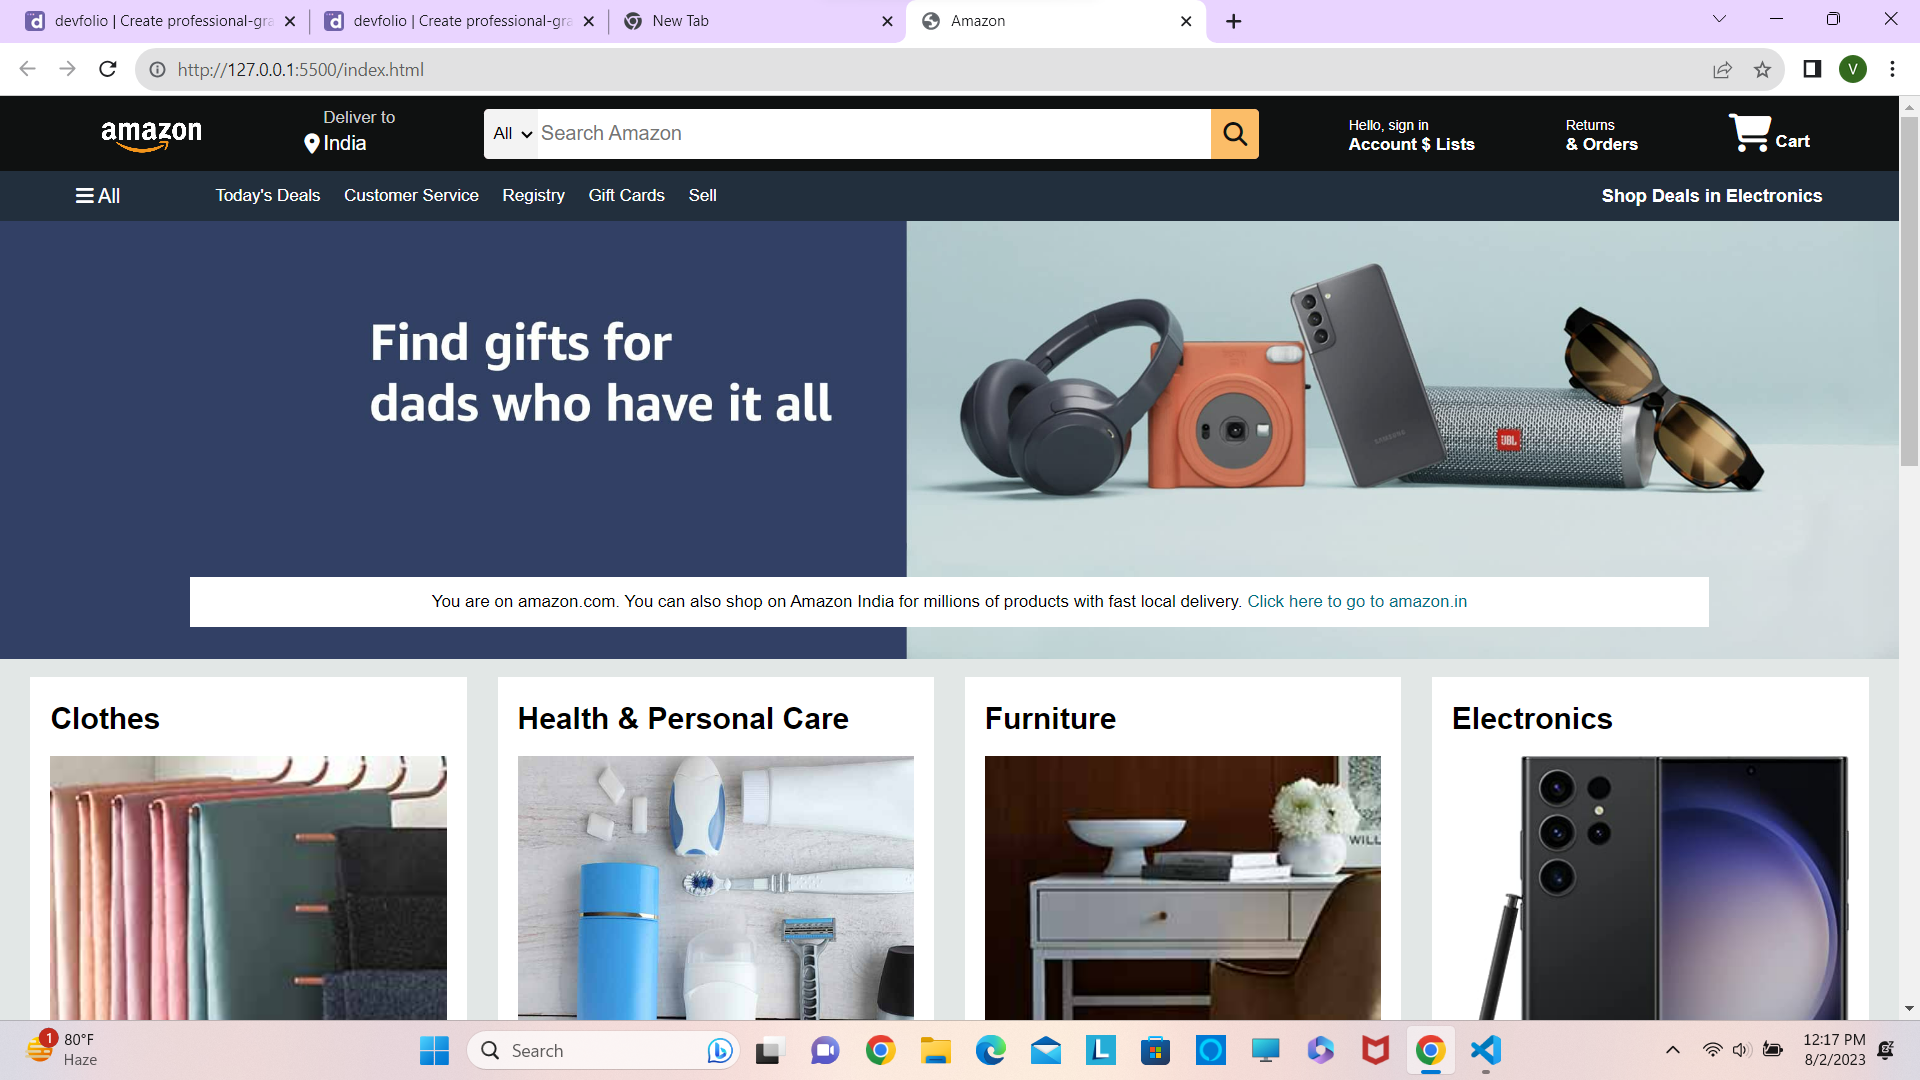 devfolio | Create professional-gra
devfolio | Create professional-gra
New Tab
Amazon
http://127.0.0.1:5500/index.html
V
amazon
Deliver to
India
All
Search Amazon
Hello, sign in
Account $ Lists
Returns
& Orders
Cart
All
Today's Deals
Customer Service
Registry
Gift Cards
Sell
Shop Deals in Electronics
Find gifts for
dads who have it all
SAMSUNG
JBL
You are on amazon.com. You can also shop on Amazon India for millions of products with fast local delivery. Click here to go to amazon.in
Clothes
Health & Personal Care
Furniture
Electronics
WILL
1
80°F
Haze
Search
L
12:17 PM
8/2/2023